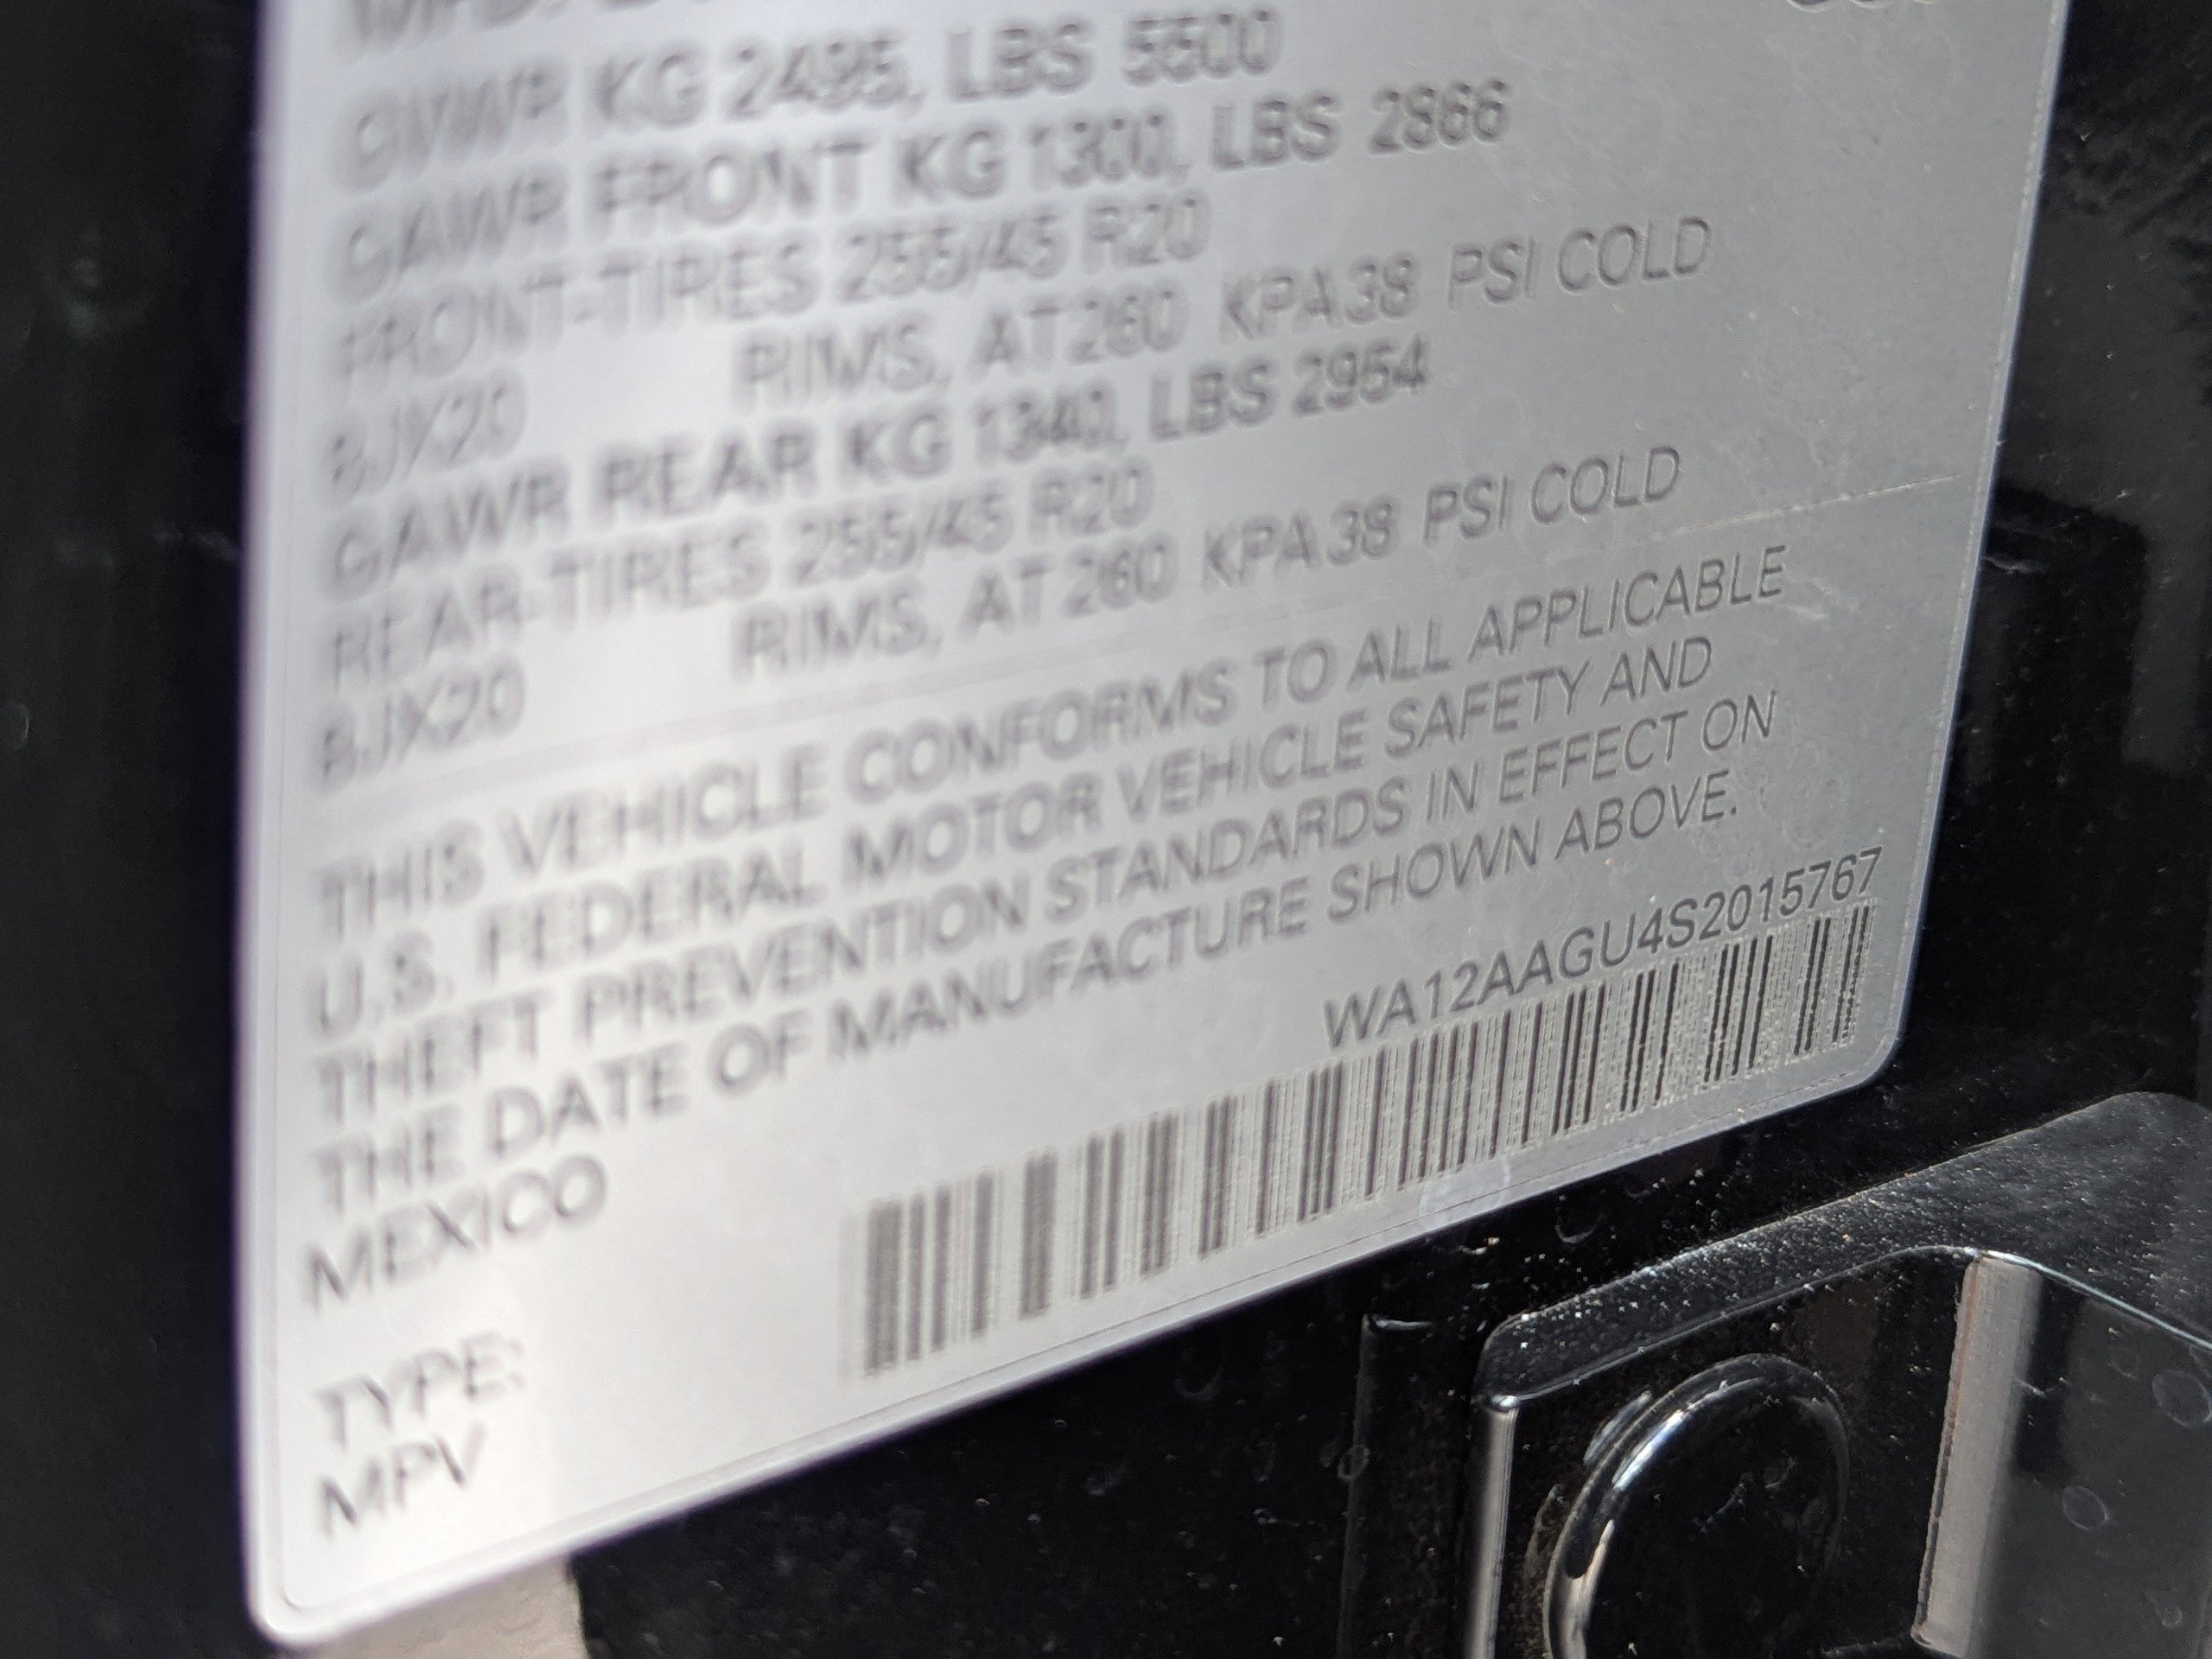 GVWR KG 2495, LBS 5500
GAWR FRONT KG 1300, LBS 2866
FRONT-TIRES 255/45 R20
BJX20 RIMS, AT 260 KPA 38 PSI COLD
GAWR REAR KG 1340, LBS 2954
REAR-TIRES 255/45 R20
BJX20 RIMS, AT 260 KPA 38 PSI COLD
THIS VEHICLE CONFORMS TO ALL APPLICABLE
U.S. FEDERAL MOTOR VEHICLE SAFETY AND
THEFT PREVENTION STANDARDS IN EFFECT ON
THE DATE OF MANUFACTURE SHOWN ABOVE.
MEXICO
WA12AAGU4S2015767
TYPE:
MPV